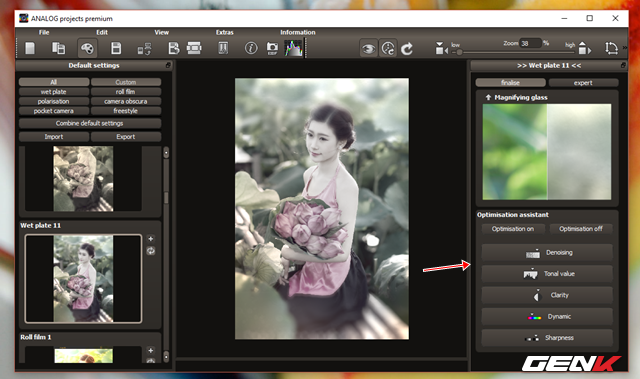 ANALOG projects premium
File Edit View Extras Information
EXIF
low Zoom 38 % high
Default settings
All Custom
wet plate roll film
polarisation camera obscura
pocket camera freestyle
Combine default settings
Import Export
Wet plate 11
Roll film 1
>> Wet plate 11 <<
finalise expert
Magnifying glass
Optimisation assistant
Optimisation on Optimisation off
Denoising
Tonal value
Clarity
Dynamic
Sharpness
GENK